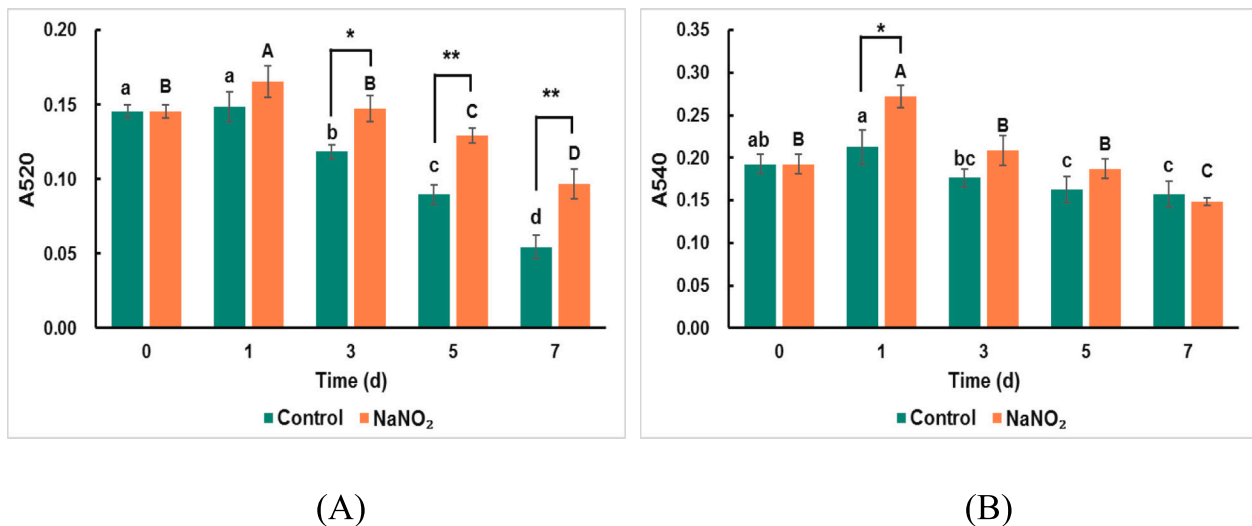 0.20
0.15
0.10
0.05
0.00
A520
a B a A * b B ** c C ** d D
0 1 3 5 7
Time (d)
Control NaNO₂
(A)
0.35
0.30
0.25
0.20
0.15
0.10
0.05
0.00
A540
ab B * a A bc B c B c C
0 1 3 5 7
Time (d)
Control NaNO₂
(B)